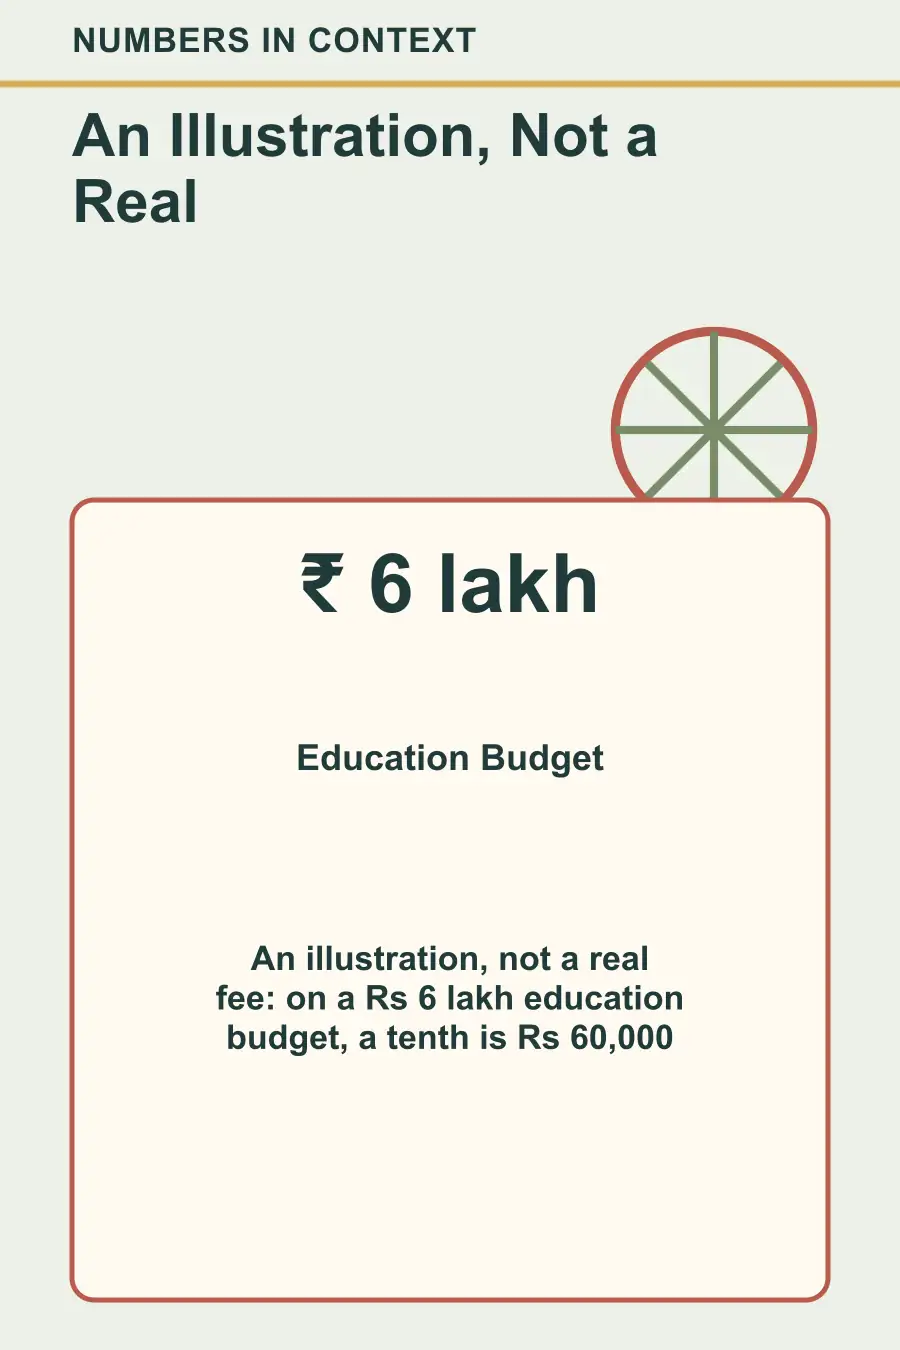 NUMBERS IN CONTEXT
An Illustration, Not a
Real
₹ 6 lakh
Education Budget
An illustration, not a real
fee: on a Rs 6 lakh education
budget, a tenth is Rs 60,000